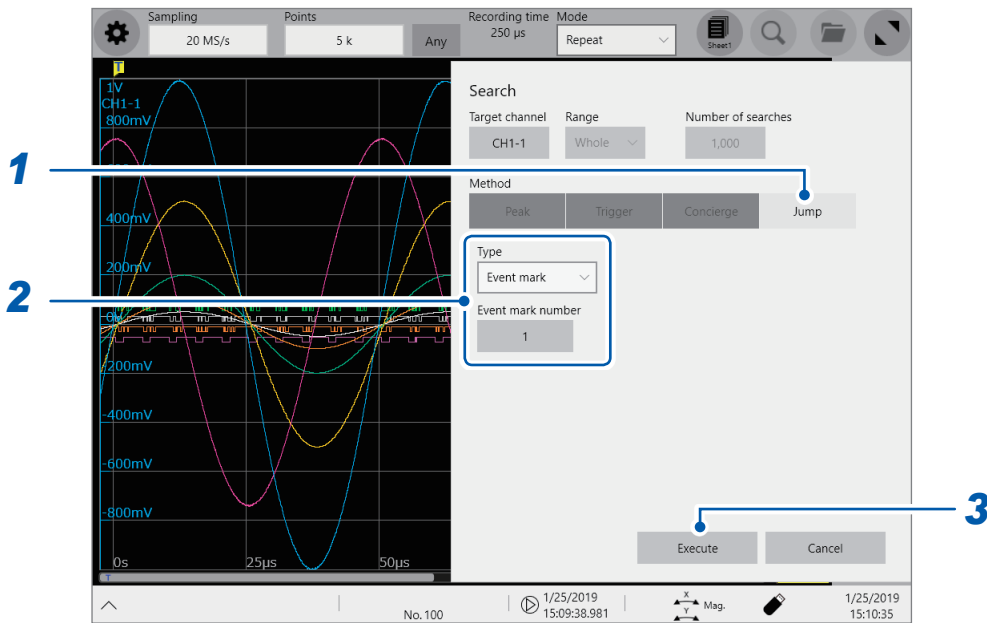 Sampling
20 MS/s
Points
5 k
Any
Recording time
250 µs
Mode
Repeat
Sheet1
T
1V
CH1-1
800mV
400mV
200mV
0V
-200mV
-400mV
-600mV
-800mV
0s
25µs
50µs
T
Search
Target channel
CH1-1
Range
Whole
Number of searches
1,000
Method
Peak
Trigger
Concierge
Jump
Type
Event mark
Event mark number
1
Execute
Cancel
1
2
3
No. 100
1/25/2019
15:09:38.981
X
Y
Mag.
1/25/2019
15:10:35